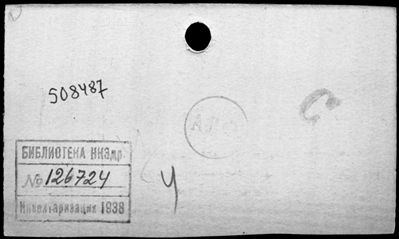 508487
С
БИБЛИОТЕКА НКЗдр.
№ 126724
Ч
Инвентаризация 1938